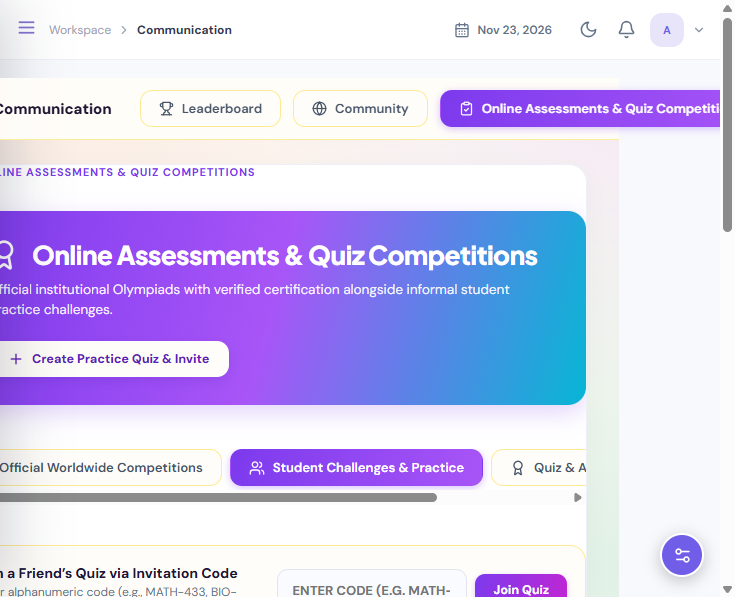 Workspace > Communication
Nov 23, 2026
A
Communication
Leaderboard
Community
Online Assessments & Quiz Competiti
LINE ASSESSMENTS & QUIZ COMPETITIONS
Online Assessments & Quiz Competitions
fficial institutional Olympiads with verified certification alongside informal student
ractice challenges.
+ Create Practice Quiz & Invite
Official Worldwide Competitions
Student Challenges & Practice
Quiz & A
n a Friend's Quiz via Invitation Code
r alphanumeric code (e.g., MATH-433, BIO-
ENTER CODE (E.G. MATH-
Join Quiz